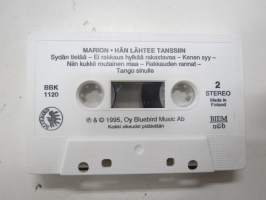 MARION • HÄN LÄHTEE TANSSIIN
Sydän tietää – Ei rakkaus hylkää rakastavaa – Kenen syy –
Niin kukkii mutainen maa – Rakkauden rannat –
Tango sinulle
BBK
1120
2
STEREO
Made in
Finland
℗ & © 1995, Oy Bluebird Music Ab
Kaikki oikeudet pidätetään
BIEM
ncb